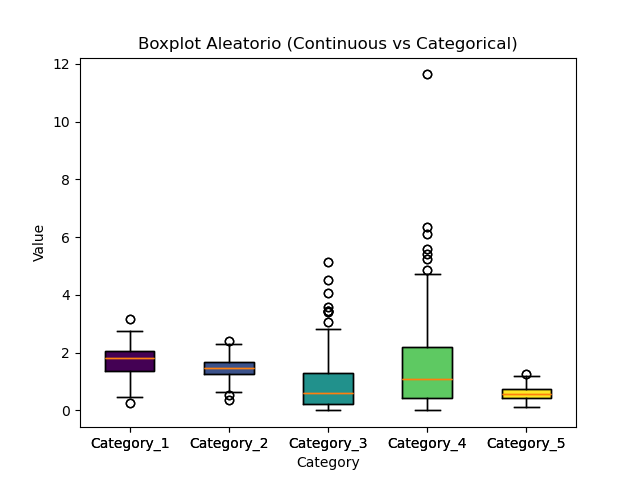 Boxplot Aleatorio (Continuous vs Categorical)
12
10
8
6
4
2
0
Value
Category_1 Category_2 Category_3 Category_4 Category_5
Category